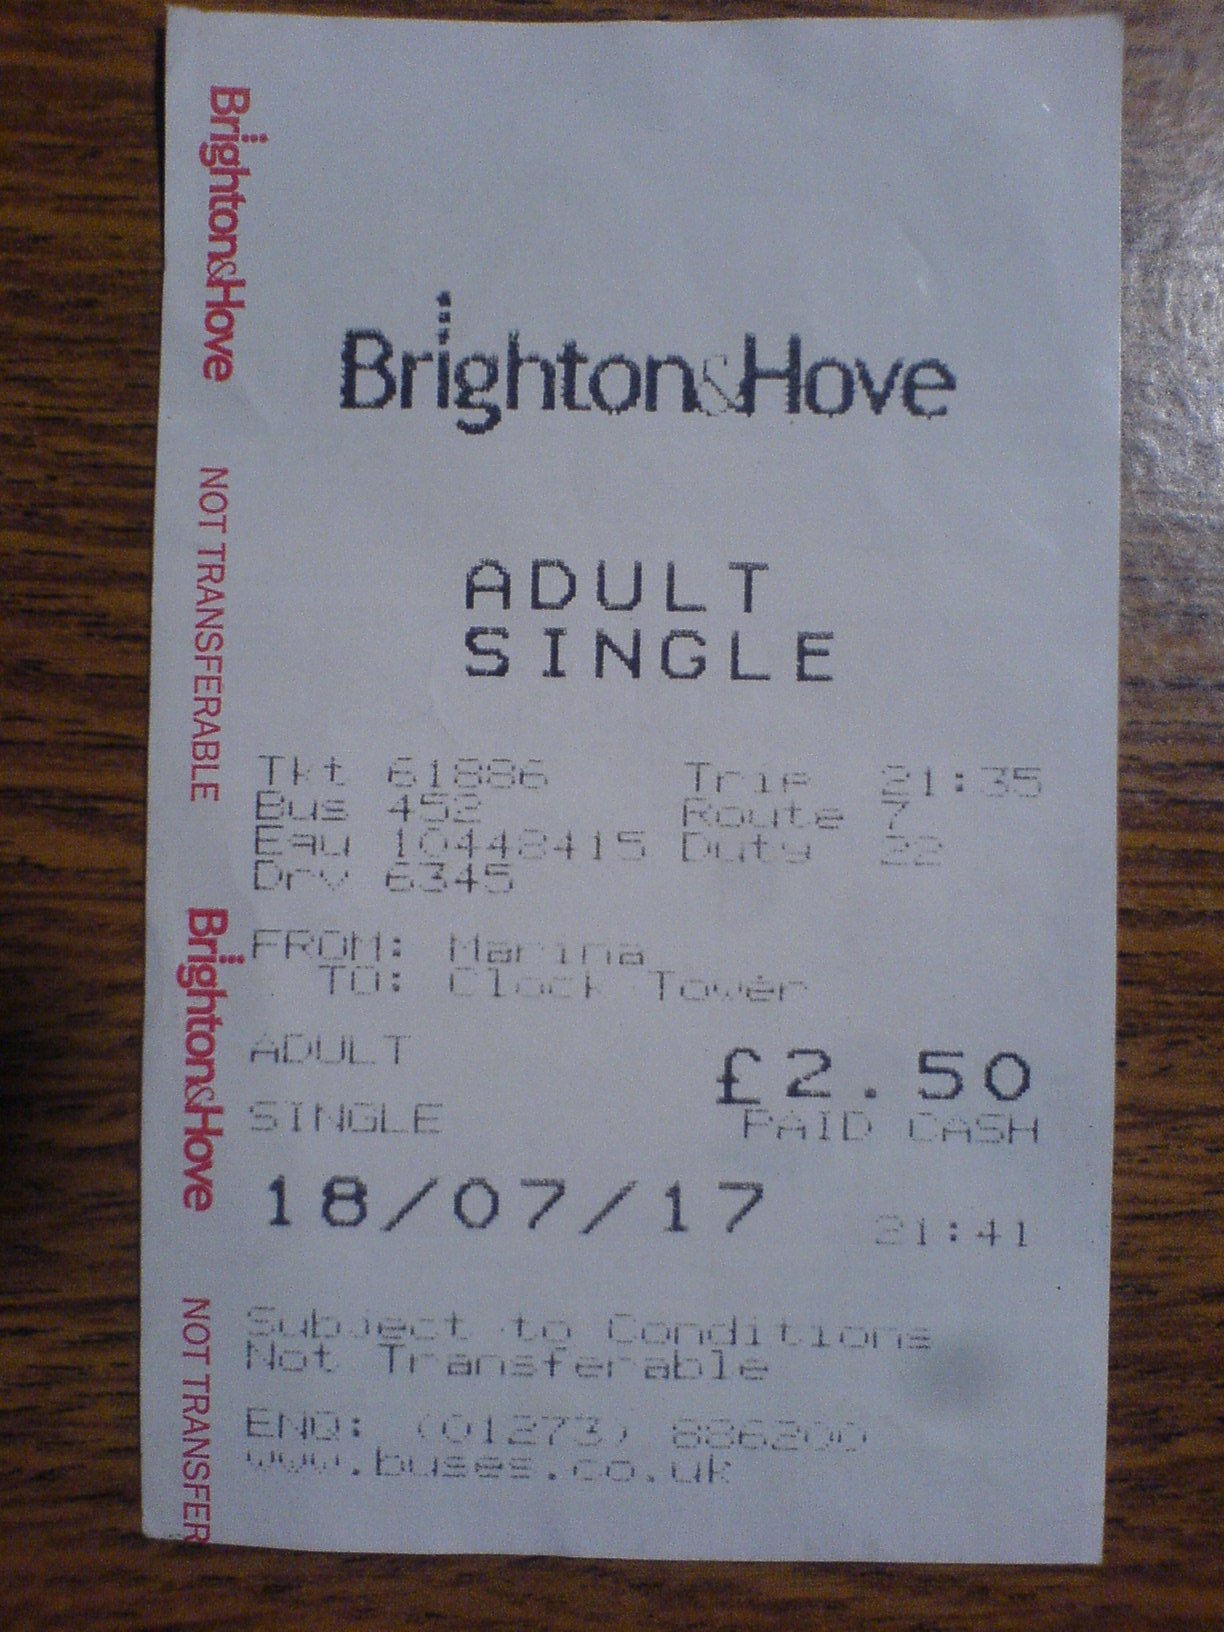 Brighton&Hove
ADULT
SINGLE
Tkt 61886 Trip 21:35
Bus 452 Route 7
Equ 10448415 Duty 22
Drv 6345
FROM: Marina
TO: Clock Tower
ADULT £2.50
SINGLE PAID CASH
18/07/17 21:41
Subject to Conditions
Not Transferable
ENQ: (01273) 886200
www.buses.co.uk
Brighton&Hove
NOT TRANSFERABLE
Brighton&Hove
NOT TRANSFER